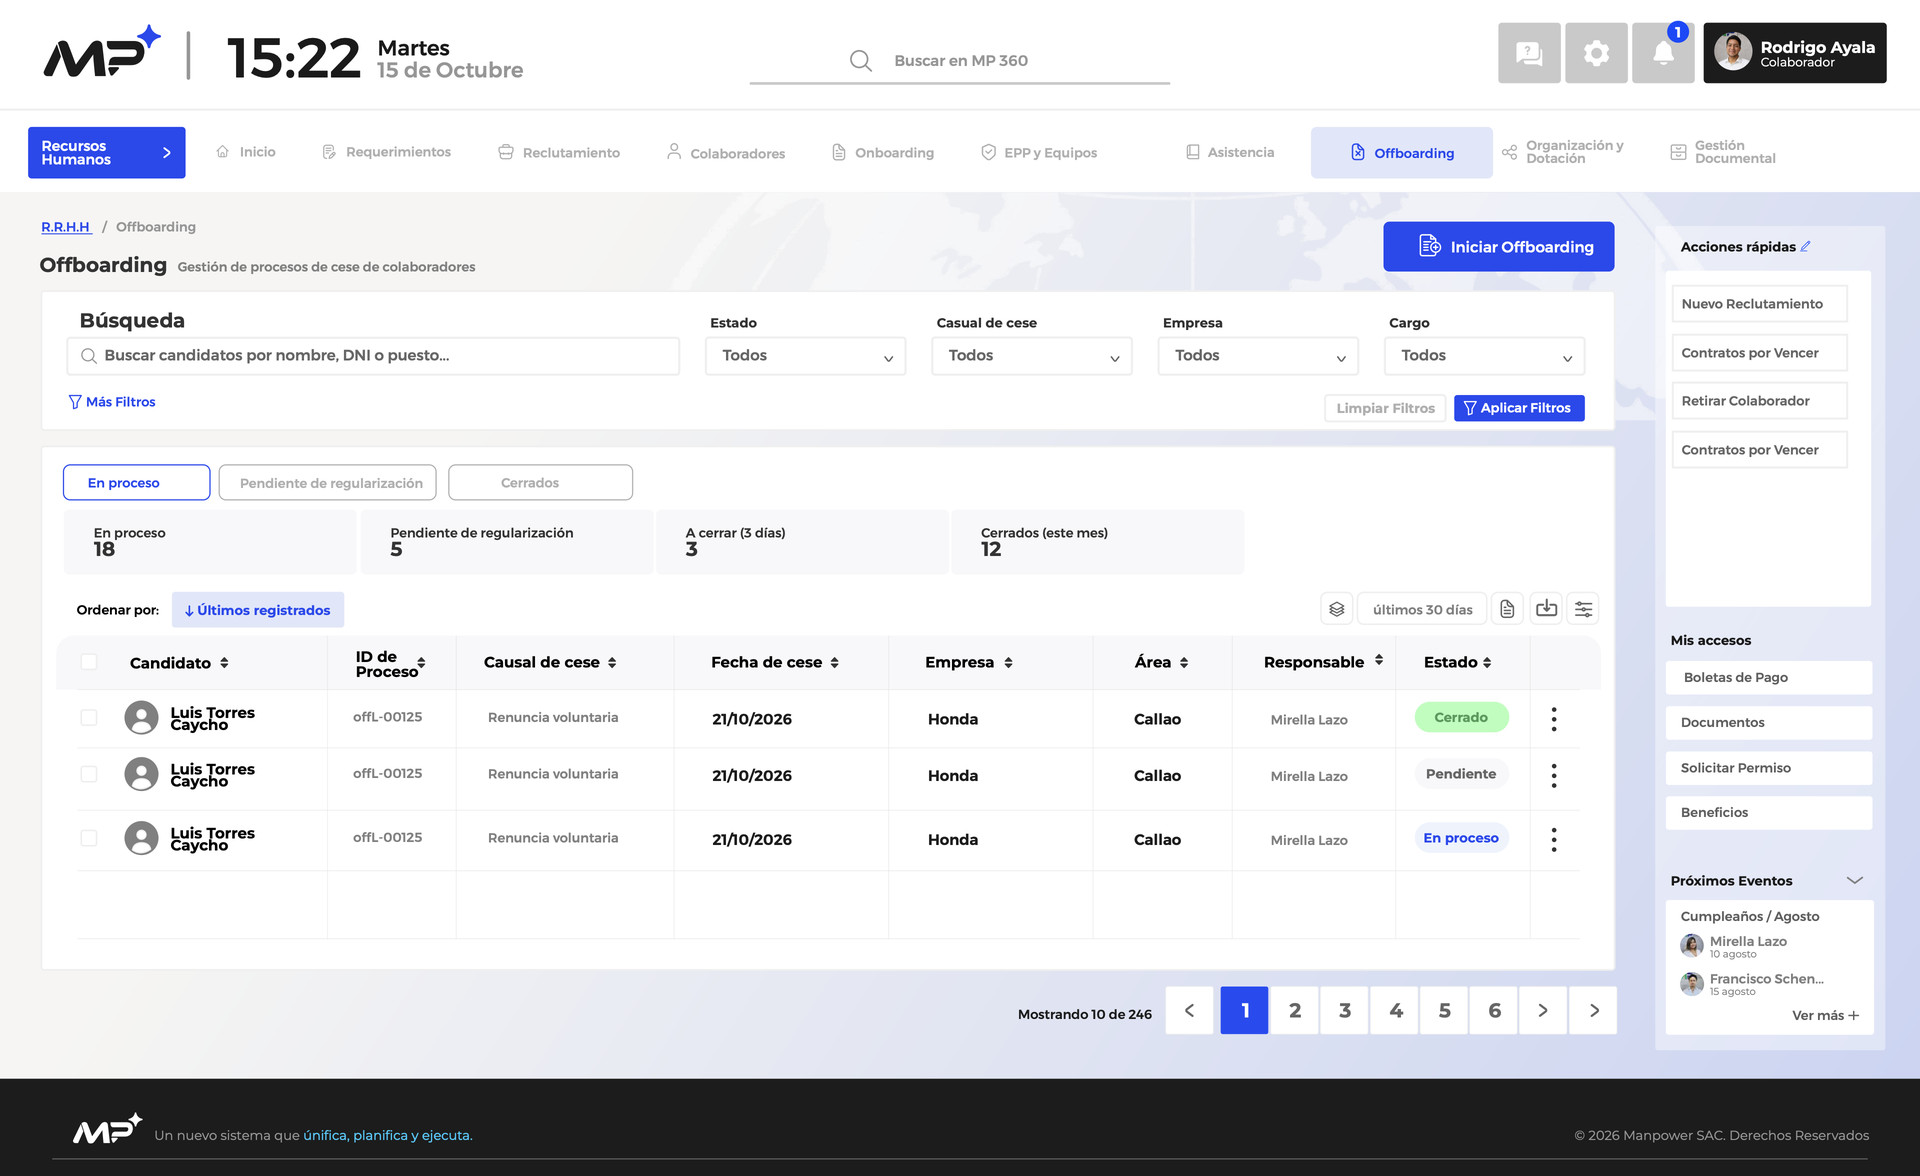 MP
15:22
Martes
15 de Octubre
Buscar en MP 360
?
1
Rodrigo Ayala
Colaborador
Recursos
Humanos
Inicio
Requerimientos
Reclutamiento
Colaboradores
Onboarding
EPP y Equipos
Asistencia
Offboarding
Organización y
Dotación
Gestión
Documental
R.R.H.H / Offboarding
Offboarding
Gestión de procesos de cese de colaboradores
Iniciar Offboarding
Búsqueda
Buscar candidatos por nombre, DNI o puesto...
Estado
Todos
Casual de cese
Todos
Empresa
Todos
Cargo
Todos
Más Filtros
Limpiar Filtros
Aplicar Filtros
En proceso
Pendiente de regularización
Cerrados
En proceso
18
Pendiente de regularización
5
A cerrar (3 días)
3
Cerrados (este mes)
12
Ordenar por:
Últimos registrados
últimos 30 días
Candidato
ID de
Proceso
Causal de cese
Fecha de cese
Empresa
Área
Responsable
Estado
Luis Torres
Caycho
offL-00125
Renuncia voluntaria
21/10/2026
Honda
Callao
Mirella Lazo
Cerrado
Luis Torres
Caycho
offL-00125
Renuncia voluntaria
21/10/2026
Honda
Callao
Mirella Lazo
Pendiente
Luis Torres
Caycho
offL-00125
Renuncia voluntaria
21/10/2026
Honda
Callao
Mirella Lazo
En proceso
Mostrando 10 de 246
< 1 2 3 4 5 6 > >
Acciones rápidas
Nuevo Reclutamiento
Contratos por Vencer
Retirar Colaborador
Contratos por Vencer
Mis accesos
Boletas de Pago
Documentos
Solicitar Permiso
Beneficios
Próximos Eventos
Cumpleaños / Agosto
Mirella Lazo
10 agosto
Francisco Schen...
15 agosto
Ver más +
MP
Un nuevo sistema que únifica, planifica y ejecuta.
© 2026 Manpower SAC. Derechos Reservados